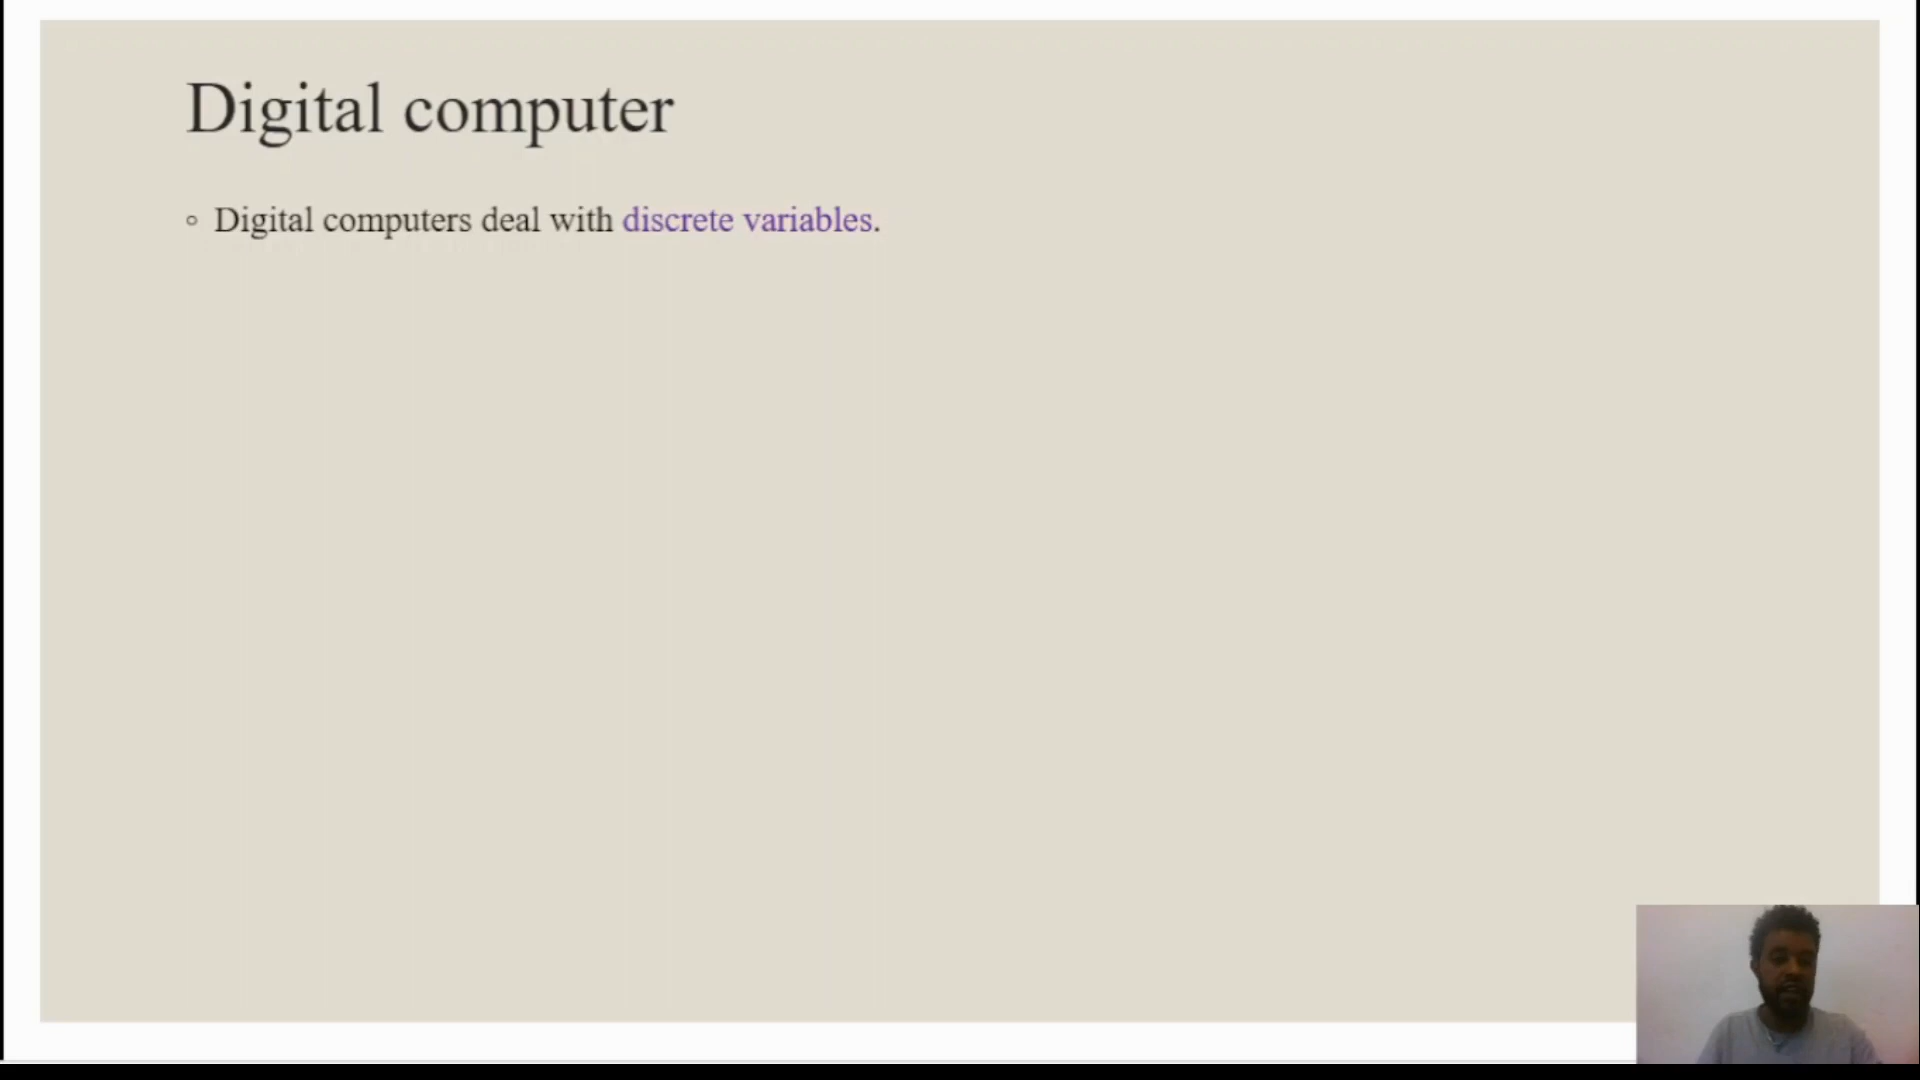 Digital computer
◦ Digital computers deal with discrete variables.